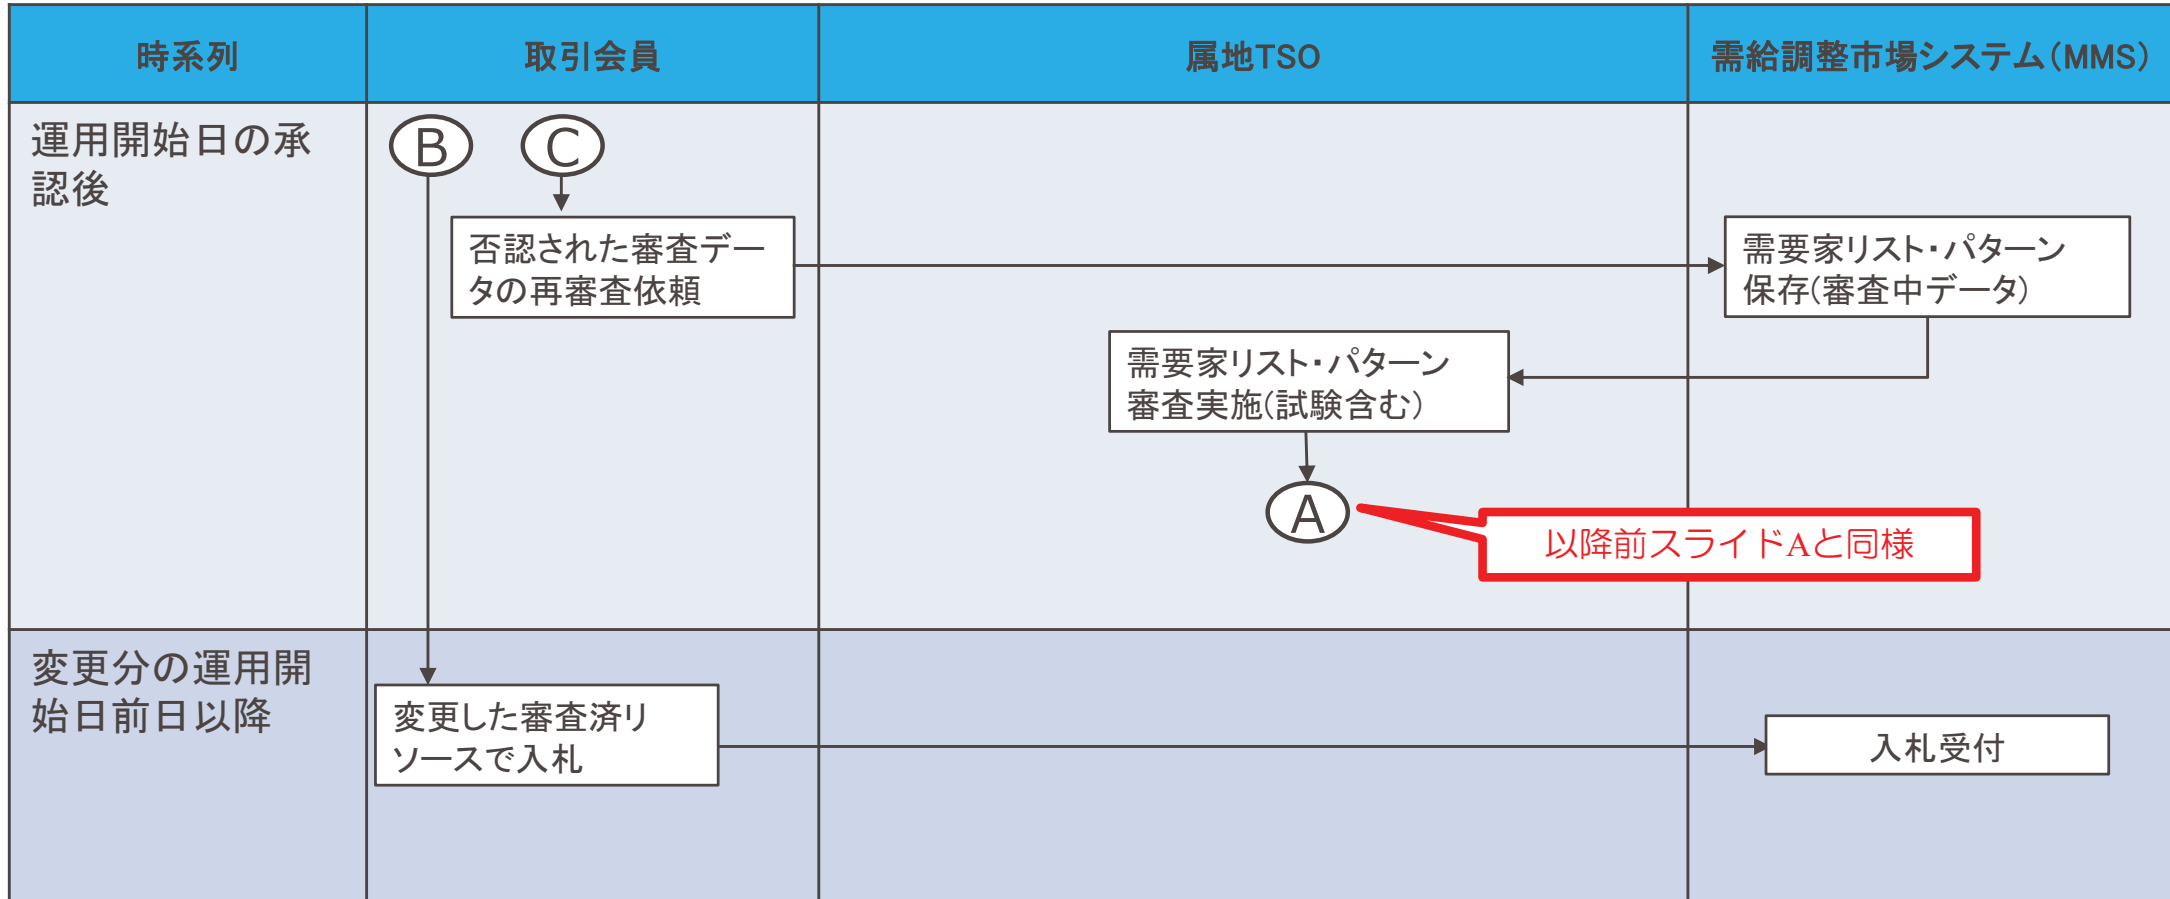 時系列
取引会員
属地TSO
需給調整市場システム(MMS)
運用開始日の承
認後
B
C
否認された審査デー
タの再審査依頼
需要家リスト・パターン
保存(審査中データ)
需要家リスト・パターン
審査実施(試験含む)
A
以降前スライドAと同様
変更分の運用開
始日前日以降
変更した審査済リ
ソースで入札
入札受付